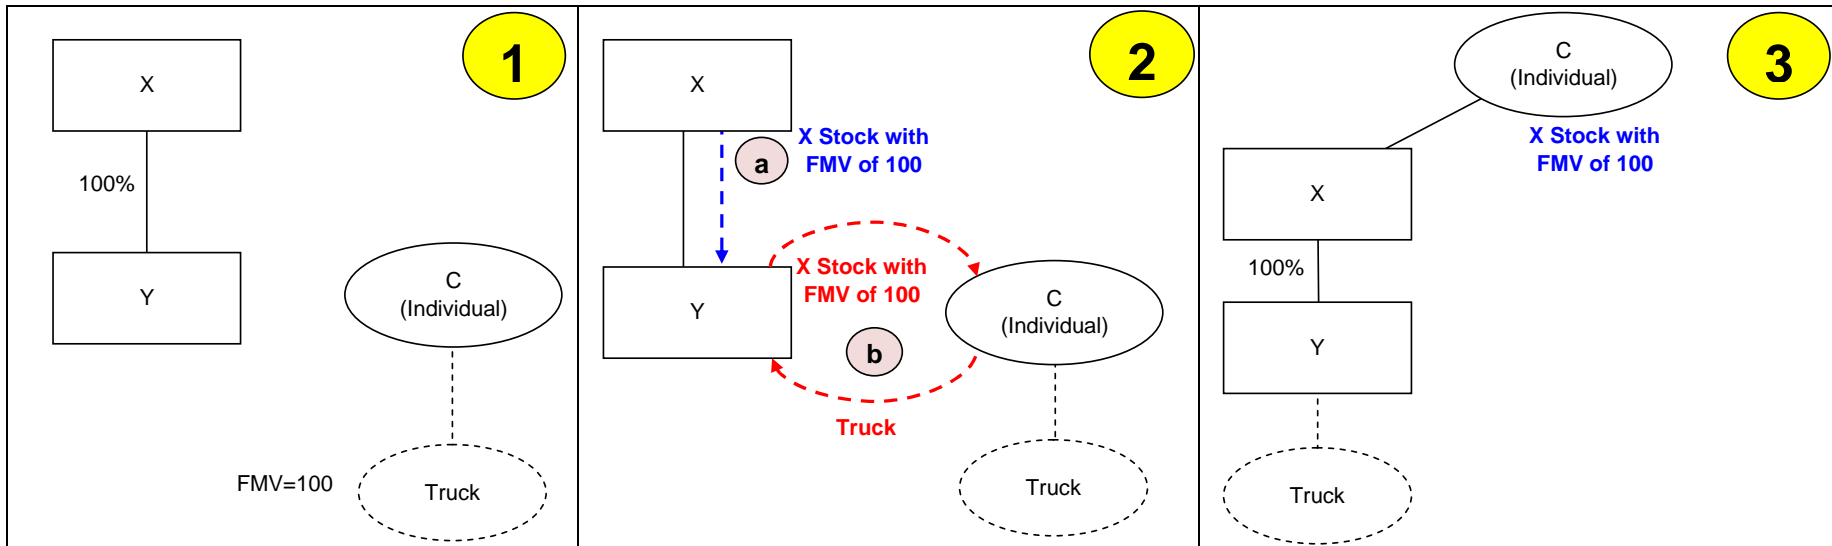 1
X
100%
Y
C
(Individual)
FMV=100
Truck
2
X
X Stock with
FMV of 100
a
X Stock with
FMV of 100
Y
C
(Individual)
b
Truck
Truck
3
C
(Individual)
X Stock with
FMV of 100
X
100%
Y
Truck